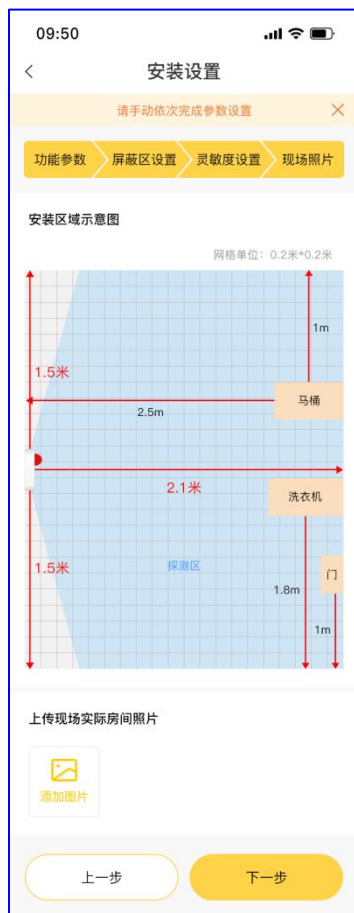 09:50
安装设置
请手动依次完成参数设置
功能参数 屏蔽区设置 灵敏度设置 现场照片
安装区域示意图
网格单位：0.2米*0.2米
1m
1.5米
马桶
2.5m
2.1米
洗衣机
1.5米
探测区
门
1.8m
1m
上传现场实际房间照片
添加图片
上一步 下一步